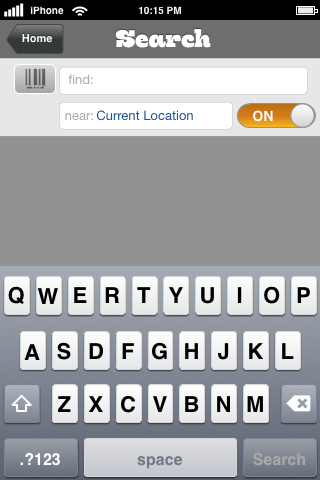 iPhone 10:15 PM
Home Search
find:
near: Current Location ON
Q W E R T Y U I O P
A S D F G H J K L
Z X C V B N M
.?123 space Search